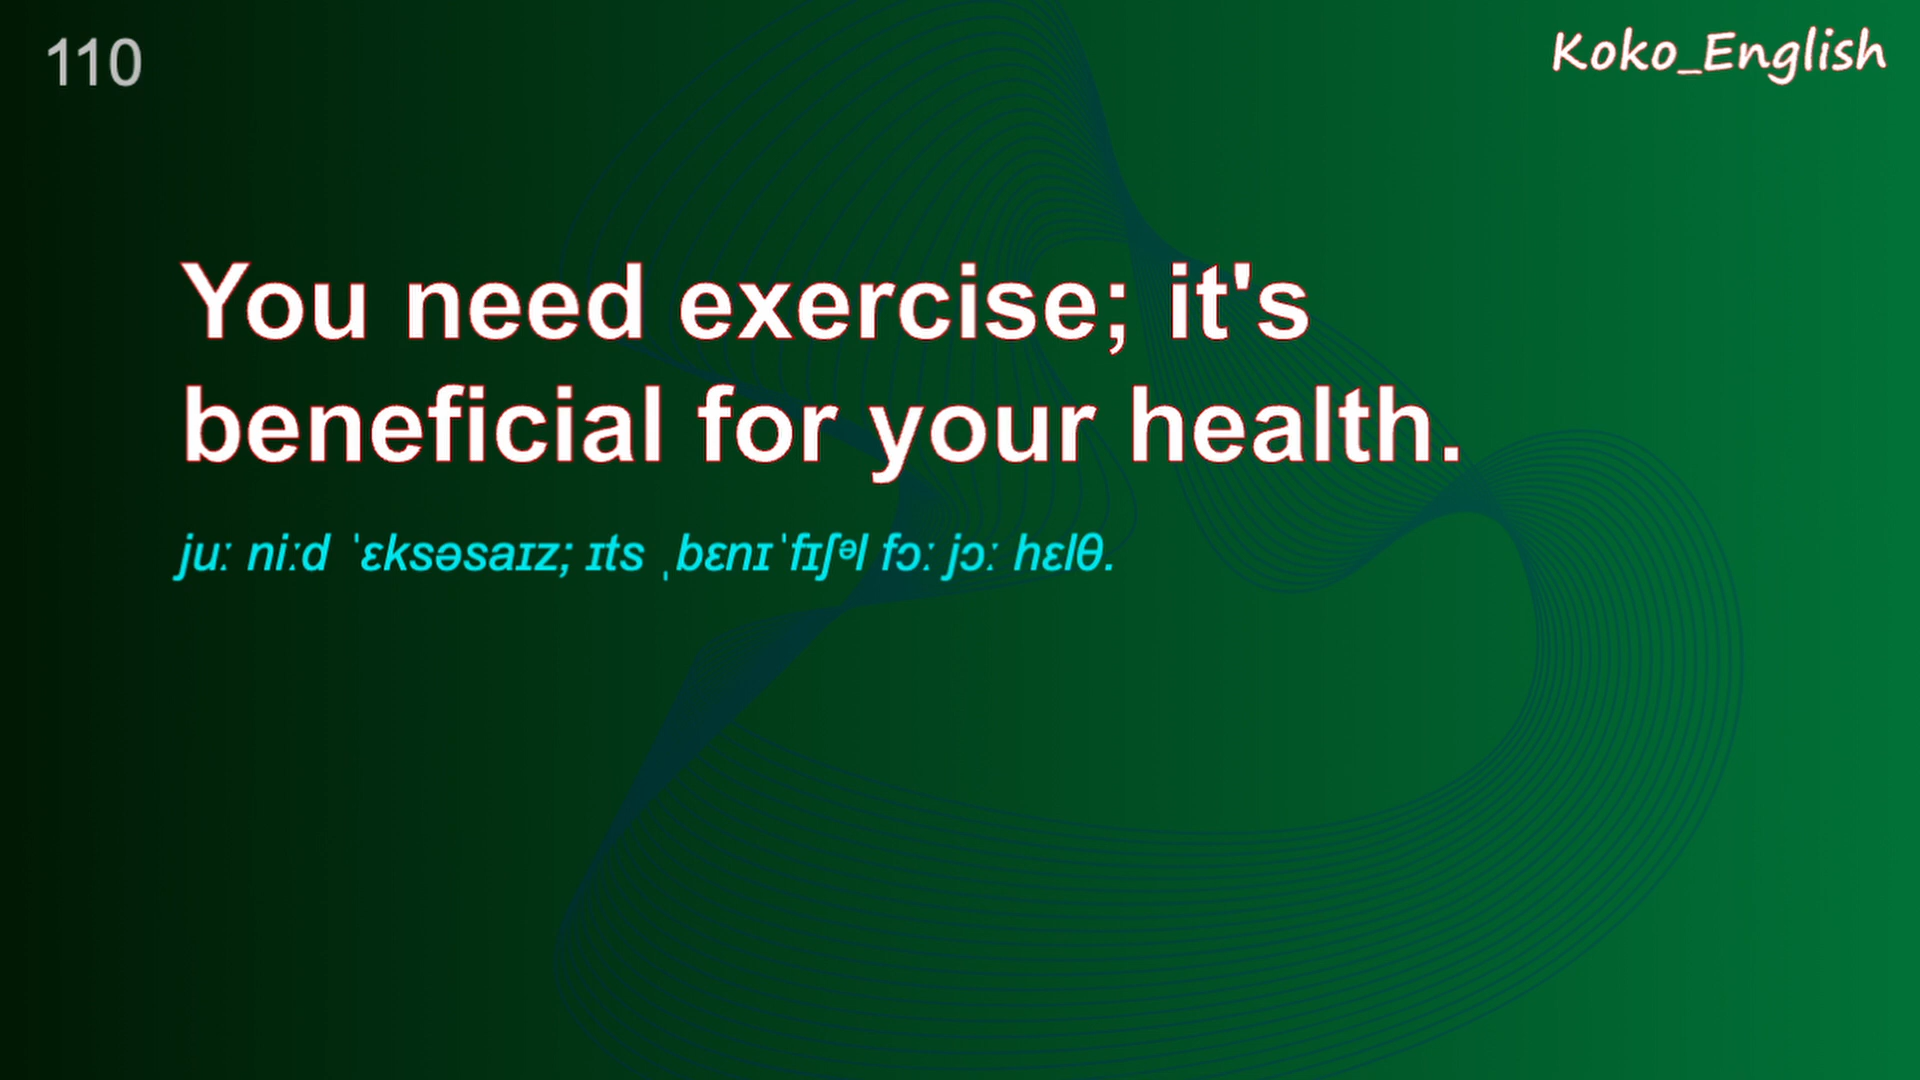 110
Koko_English
You need exercise; it's
beneficial for your health.
juː niːd ˈɛksəsaɪz; ɪts ˌbɛnɪˈfɪʃᵊl fɔː jɔː hɛlθ.